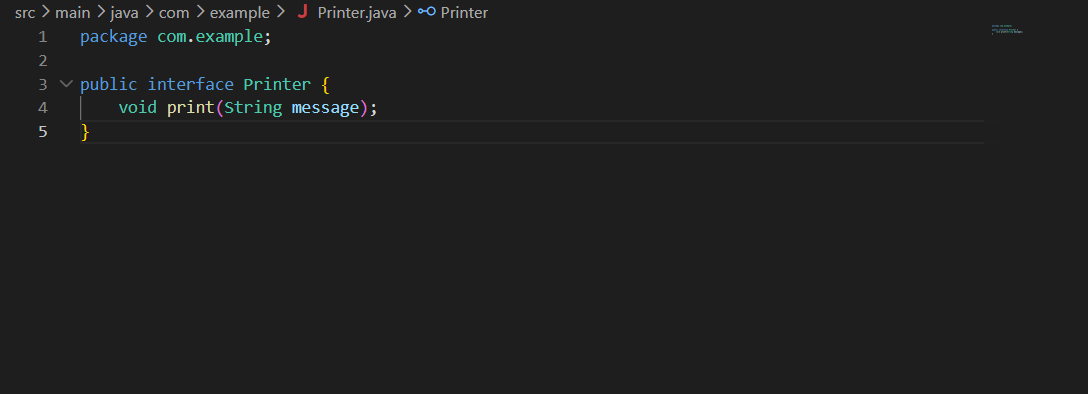 src > main > java > com > example > Printer.java > Printer
1 package com.example;
2
3 public interface Printer {
4     void print(String message);
5 }